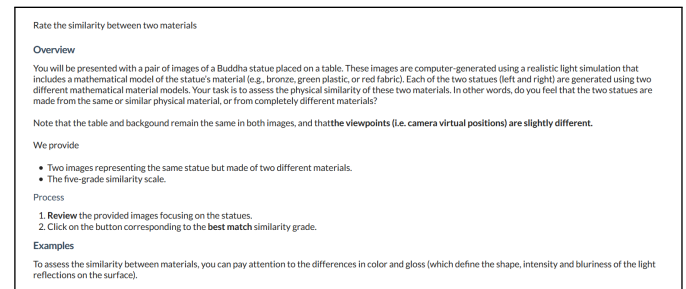 Rate the similarity between two materials
Overview
You will be presented with a pair of images of a Buddha statue placed on a table. These images are computer-generated using a realistic light simulation that
includes a mathematical model of the statue's material (e.g., bronze, green plastic, or red fabric). Each of the two statues (left and right) are generated using two
different mathematical material models. Your task is to assess the physical similarity of these two materials. In other words, do you feel that the two statues are
made from the same or similar physical material, or from completely different materials?
Note that the table and backgound remain the same in both images, and thatthe viewpoints (i.e. camera virtual positions) are slightly different.
We provide
• Two images representing the same statue but made of two different materials.
• The five-grade similarity scale.
Process
1. Review the provided images focusing on the statues.
2. Click on the button corresponding to the best match similarity grade.
Examples
To assess the similarity between materials, you can pay attention to the differences in color and gloss (which define the shape, intensity and bluriness of the light
reflections on the surface).